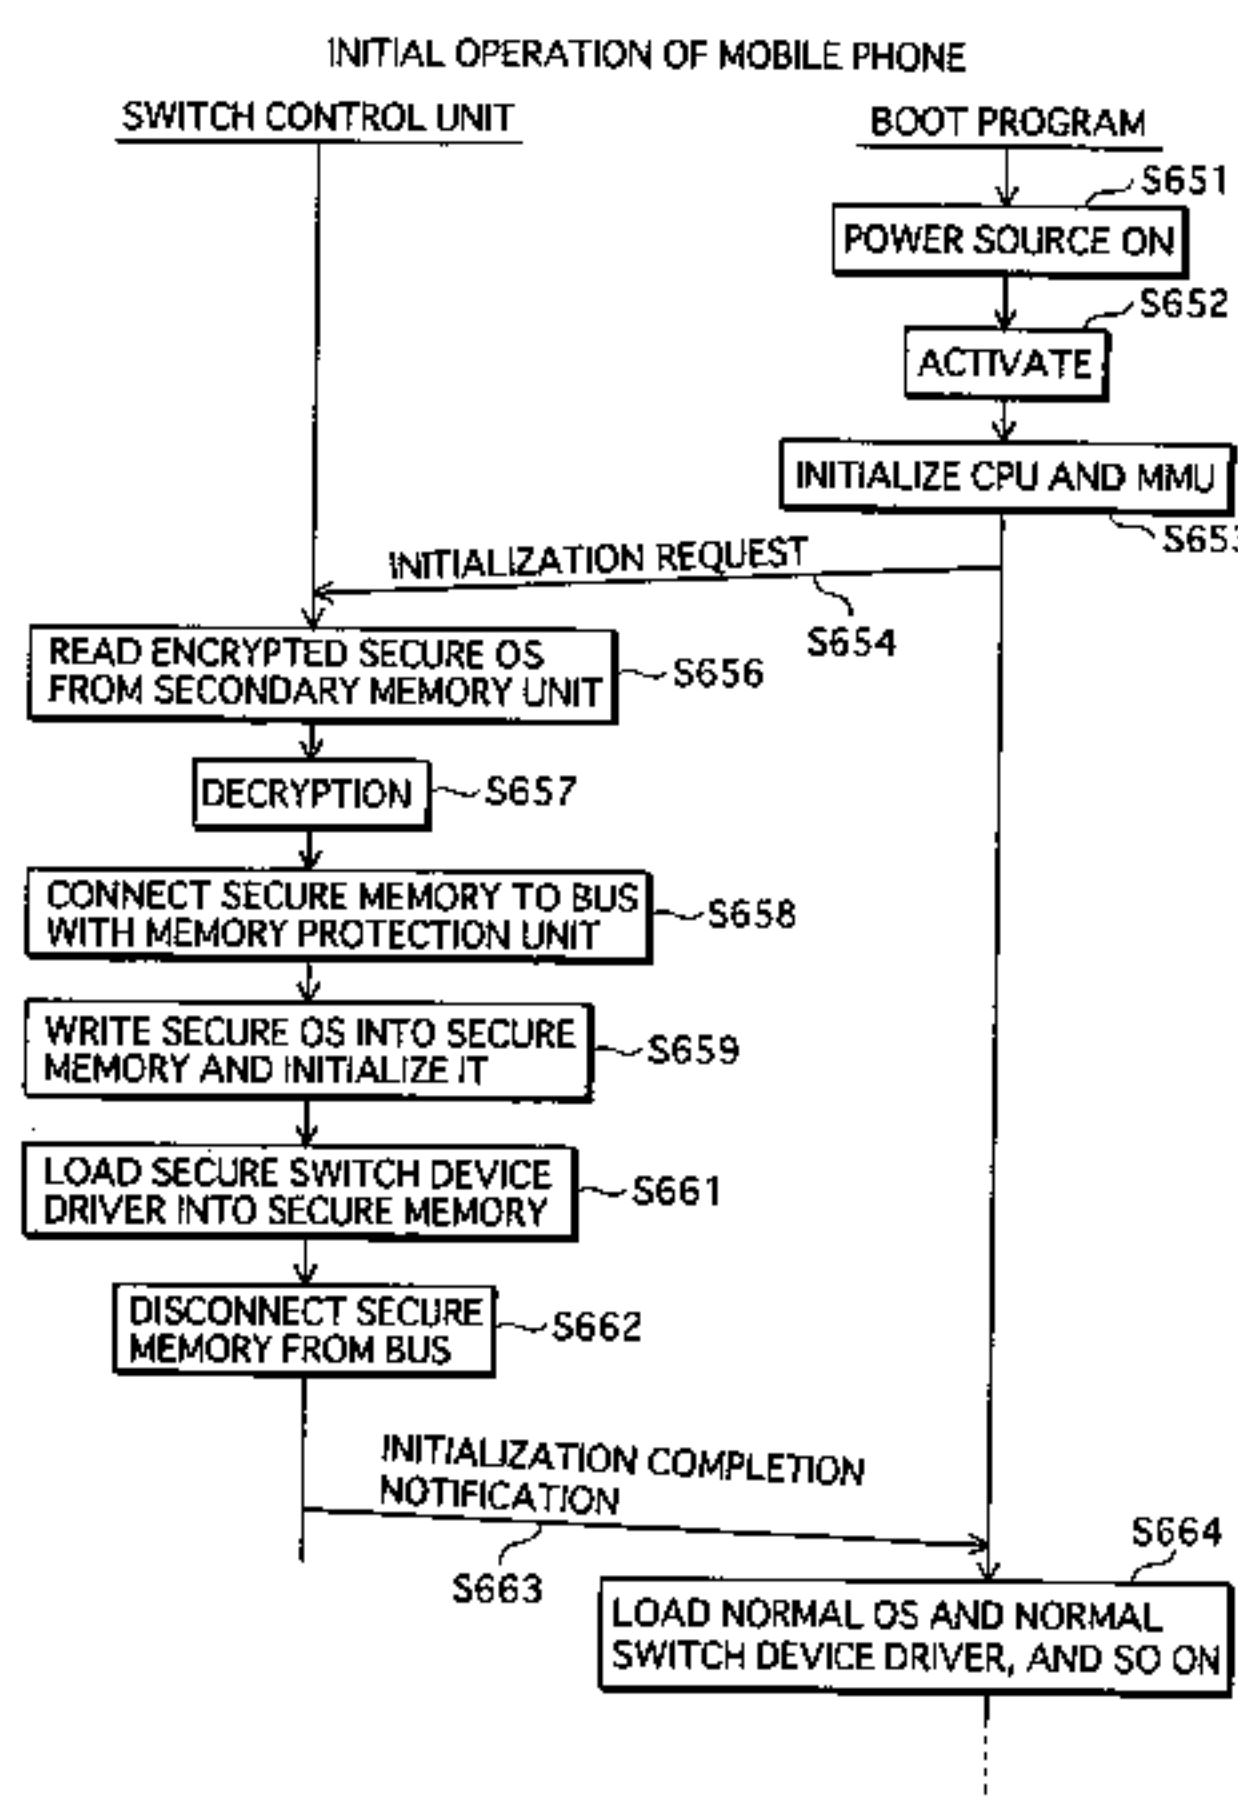 INITIAL OPERATION OF MOBILE PHONE
SWITCH CONTROL UNIT
BOOT PROGRAM
S651
POWER SOURCE ON
S652
ACTIVATE
INITIALIZE CPU AND MMU
S653
INITIALIZATION REQUEST
S654
READ ENCRYPTED SECURE OS
FROM SECONDARY MEMORY UNIT
S656
DECRYPTION
S657
CONNECT SECURE MEMORY TO BUS
WITH MEMORY PROTECTION UNIT
S658
WRITE SECURE OS INTO SECURE
MEMORY AND INITIALIZE IT
S659
LOAD SECURE SWITCH DEVICE
DRIVER INTO SECURE MEMORY
S661
DISCONNECT SECURE
MEMORY FROM BUS
S662
INITIALIZATION COMPLETION
NOTIFICATION
S663
S664
LOAD NORMAL OS AND NORMAL
SWITCH DEVICE DRIVER, AND SO ON